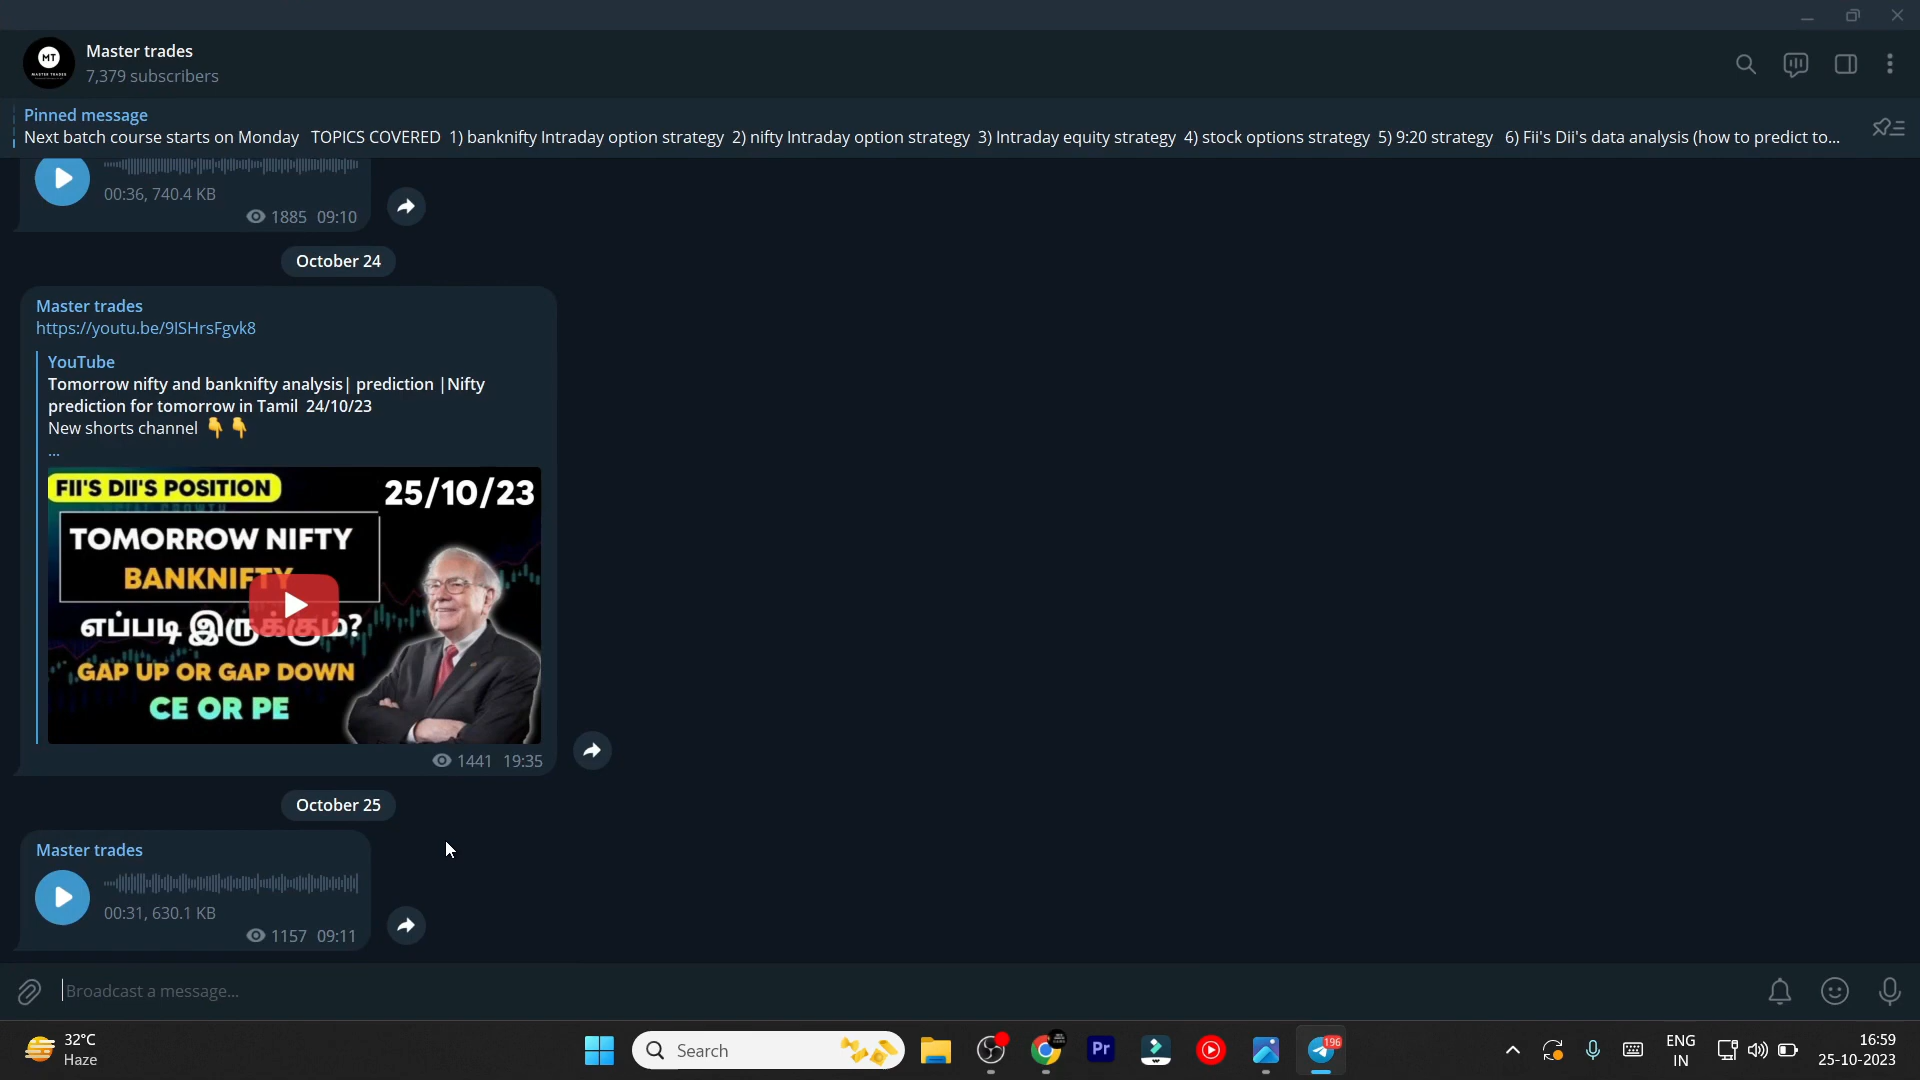 MT
MASTER TRADES
Master trades
7,379 subscribers
Pinned message
Next batch course starts on Monday TOPICS COVERED 1) banknifty Intraday option strategy 2) nifty Intraday option strategy 3) Intraday equity strategy 4) stock options strategy 5) 9:20 strategy 6) Fii's Dii's data analysis (how to predict to...
00:36, 740.4 KB
1885 09:10
October 24
Master trades
https://youtu.be/9ISHrsFgvk8
YouTube
Tomorrow nifty and banknifty analysis| prediction |Nifty
prediction for tomorrow in Tamil 24/10/23
New shorts channel 👇👇
...
FII'S DII'S POSITION
25/10/23
TOMORROW NIFTY
BANKNIFTY
எப்படி இருக்கும்?
GAP UP OR GAP DOWN
CE OR PE
1441 19:35
October 25
Master trades
00:31, 630.1 KB
1157 09:11
Broadcast a message...
32°C
Haze
Search
Pr
196
ENG
IN
16:59
25-10-2023